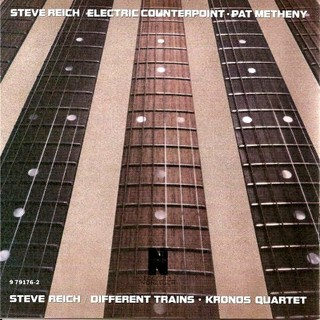 STEVE REICH / ELECTRIC COUNTERPOINT · PAT METHENY
N
9 79176-2
STEVE REICH DIFFERENT TRAINS · KRONOS QUARTET